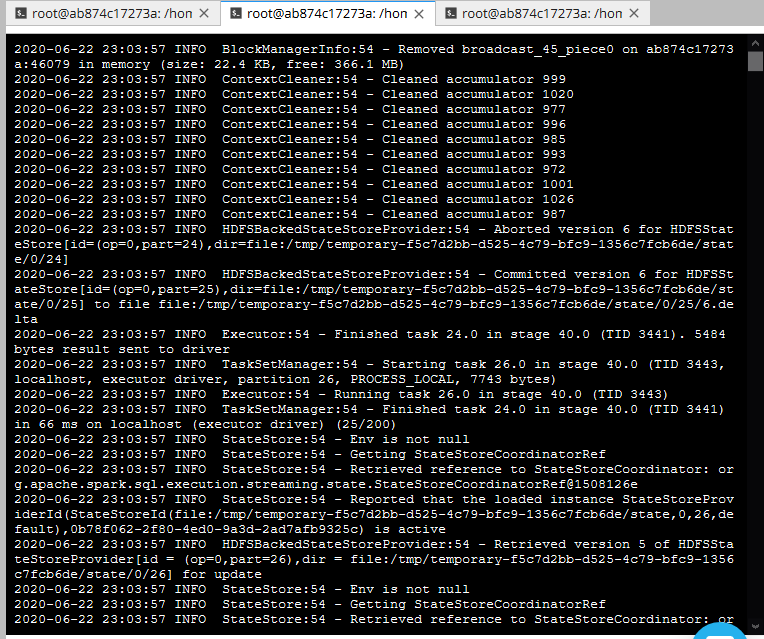 root@ab874c17273a: /hon
root@ab874c17273a: /hon
root@ab874c17273a: /hon
2020-06-22 23:03:57 INFO  BlockManagerInfo:54 - Removed broadcast_45_piece0 on ab874c17273
a:46079 in memory (size: 22.4 KB, free: 366.1 MB)
2020-06-22 23:03:57 INFO  ContextCleaner:54 - Cleaned accumulator 999
2020-06-22 23:03:57 INFO  ContextCleaner:54 - Cleaned accumulator 1020
2020-06-22 23:03:57 INFO  ContextCleaner:54 - Cleaned accumulator 977
2020-06-22 23:03:57 INFO  ContextCleaner:54 - Cleaned accumulator 996
2020-06-22 23:03:57 INFO  ContextCleaner:54 - Cleaned accumulator 985
2020-06-22 23:03:57 INFO  ContextCleaner:54 - Cleaned accumulator 993
2020-06-22 23:03:57 INFO  ContextCleaner:54 - Cleaned accumulator 972
2020-06-22 23:03:57 INFO  ContextCleaner:54 - Cleaned accumulator 1001
2020-06-22 23:03:57 INFO  ContextCleaner:54 - Cleaned accumulator 1026
2020-06-22 23:03:57 INFO  ContextCleaner:54 - Cleaned accumulator 987
2020-06-22 23:03:57 INFO  HDFSBackedStateStoreProvider:54 - Aborted version 6 for HDFSStat
eStore[id=(op=0,part=24),dir=file:/tmp/temporary-f5c7d2bb-d525-4c79-bfc9-1356c7fcb6de/stat
e/0/24]
2020-06-22 23:03:57 INFO  HDFSBackedStateStoreProvider:54 - Committed version 6 for HDFSSt
ateStore[id=(op=0,part=25),dir=file:/tmp/temporary-f5c7d2bb-d525-4c79-bfc9-1356c7fcb6de/st
ate/0/25] to file file:/tmp/temporary-f5c7d2bb-d525-4c79-bfc9-1356c7fcb6de/state/0/25/6.de
lta
2020-06-22 23:03:57 INFO  Executor:54 - Finished task 24.0 in stage 40.0 (TID 3441). 5484
bytes result sent to driver
2020-06-22 23:03:57 INFO  TaskSetManager:54 - Starting task 26.0 in stage 40.0 (TID 3443,
localhost, executor driver, partition 26, PROCESS_LOCAL, 7743 bytes)
2020-06-22 23:03:57 INFO  Executor:54 - Running task 26.0 in stage 40.0 (TID 3443)
2020-06-22 23:03:57 INFO  TaskSetManager:54 - Finished task 24.0 in stage 40.0 (TID 3441)
in 66 ms on localhost (executor driver) (25/200)
2020-06-22 23:03:57 INFO  StateStore:54 - Env is not null
2020-06-22 23:03:57 INFO  StateStore:54 - Getting StateStoreCoordinatorRef
2020-06-22 23:03:57 INFO  StateStore:54 - Retrieved reference to StateStoreCoordinator: or
g.apache.spark.sql.execution.streaming.state.StateStoreCoordinatorRef@1508126e
2020-06-22 23:03:57 INFO  StateStore:54 - Reported that the loaded instance StateStoreProv
iderId(StateStoreId(file:/tmp/temporary-f5c7d2bb-d525-4c79-bfc9-1356c7fcb6de/state,0,26,de
fault),0b78f062-2f80-4ed0-9a3d-2ad7afb9325c) is active
2020-06-22 23:03:57 INFO  HDFSBackedStateStoreProvider:54 - Retrieved version 5 of HDFSSta
teStoreProvider[id = (op=0,part=26),dir = file:/tmp/temporary-f5c7d2bb-d525-4c79-bfc9-1356
c7fcb6de/state/0/26] for update
2020-06-22 23:03:57 INFO  StateStore:54 - Env is not null
2020-06-22 23:03:57 INFO  StateStore:54 - Getting StateStoreCoordinatorRef
2020-06-22 23:03:57 INFO  StateStore:54 - Retrieved reference to StateStoreCoordinator: or